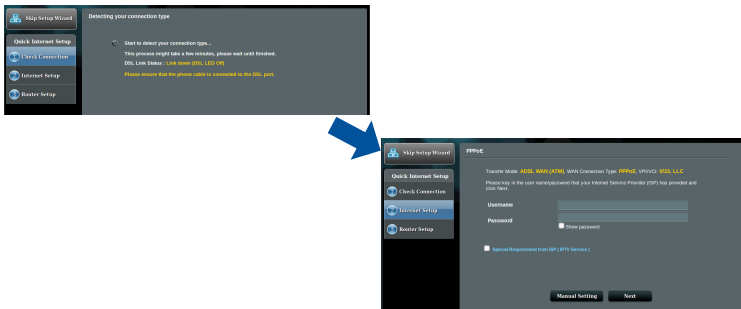 Skip Setup Wizard
Quick Internet Setup
Check Connection
Internet Setup
Router Setup
Detecting your connection type
Start to detect your connection type...
This process might take a few minutes, please wait until finished.
DSL Link Status : Link down (DSL LED Off)
Please ensure that the phone cable is connected to the DSL port.
Skip Setup Wizard
Quick Internet Setup
Check Connection
Internet Setup
Router Setup
PPPoE
Transfer Mode: ADSL WAN (ATM), WAN Connection Type: PPPoE, VPI/VCI: 0/33, LLC
Please key in the user name/password that your Internet Service Provider (ISP) has provided and
click Next.
Username
Password
Show password
Special Requirement from ISP ( IPTV Service )
Manual Setting
Next